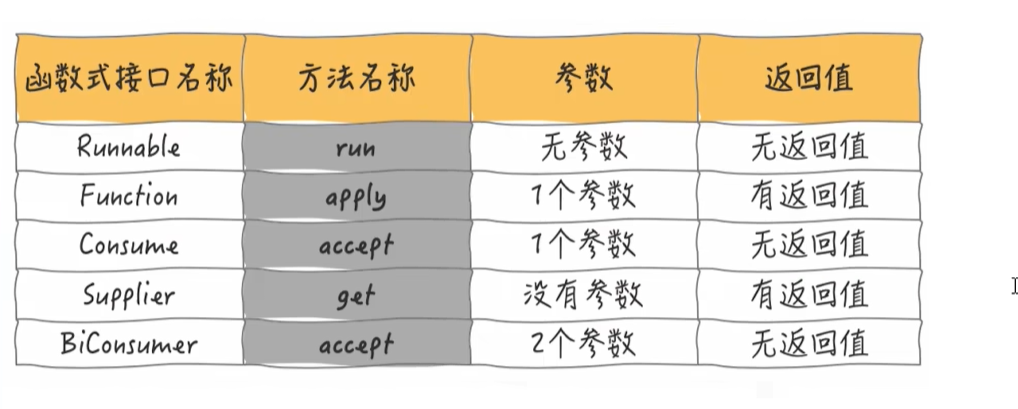 函数式接口名称 方法名称 参数 返回值
Runnable run 无参数 无返回值
Function apply 1个参数 有返回值
Consume accept 1个参数 无返回值
Supplier get 没有参数 有返回值
BiConsumer accept 2个参数 无返回值